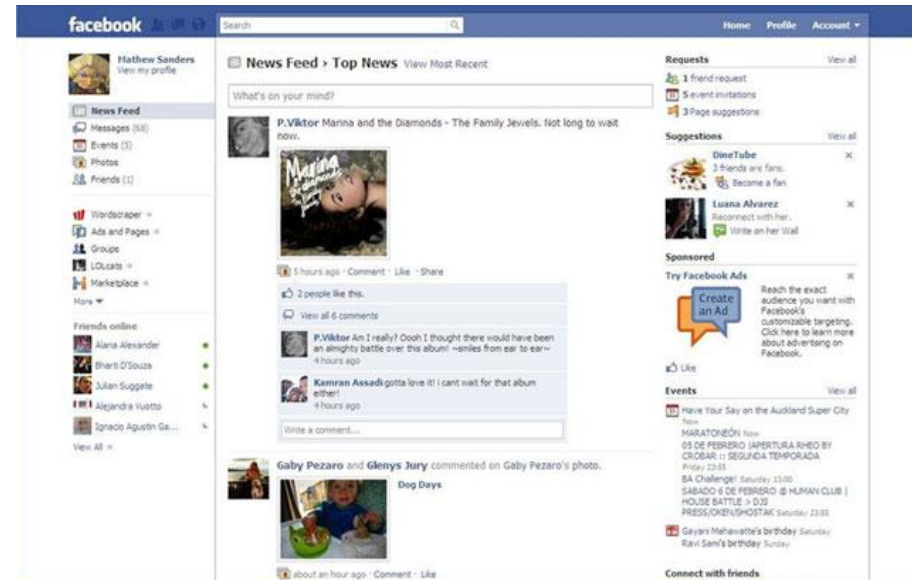 facebook
Search
Home Profile Account
Mathew Sanders
View my profile
News Feed
Messages (68)
Events (5)
Photos
Friends (1)
Wordscraper
Ads and Pages
Groups
LOLcats
Marketplace
More
Friends online
Alana Alexander
Bharti D'Souza
Julian Suggate
Alejandra Vuotto
Ignacio Agustin Ga...
View All
News Feed › Top News View Most Recent
What's on your mind?
P.Viktor Marina and the Diamonds - The Family Jewels. Not long to wait
now.
Marina
5 hours ago · Comment · Like · Share
2 people like this.
View all 6 comments
P.Viktor Am I really? Oooh I thought there would have been
an almighty battle over this album! ~smiles from ear to ear~
4 hours ago
Kamran Assadi gotta love it! i cant wait for that album
either!
4 hours ago
Write a comment...
Gaby Pezaro and Glenys Jury commented on Gaby Pezaro's photo.
Dog Days
about an hour ago · Comment · Like
Requests View all
1 friend request
5 event invitations
3 Page suggestions
Suggestions View all
DineTube
3 friends are fans.
Become a fan
Luana Alvarez
Reconnect with her.
Write on her Wall
Sponsored
Try Facebook Ads
Create
an Ad
Reach the exact
audience you want with
Facebook's
customizable targeting.
Click here to learn more
about advertising on
Facebook.
Like
Events View all
Have Your Say on the Auckland Super City
Now
MARATONEÓN Now
05 DE FEBRERO |APERTURA RHEO BY
CROBAR :: SEGUNDA TEMPORADA
Friday 23:55
BA Challenge! Saturday 13:00
SABADO 6 DE FEBRERO @ HUMAN CLUB |
HOUSE BATTLE > DJS
PRESS/OKEN/SHOSTAK Saturday 23:55
Gayani Mahawatte's birthday Saturday
Ravi Sami's birthday Sunday
Connect with friends